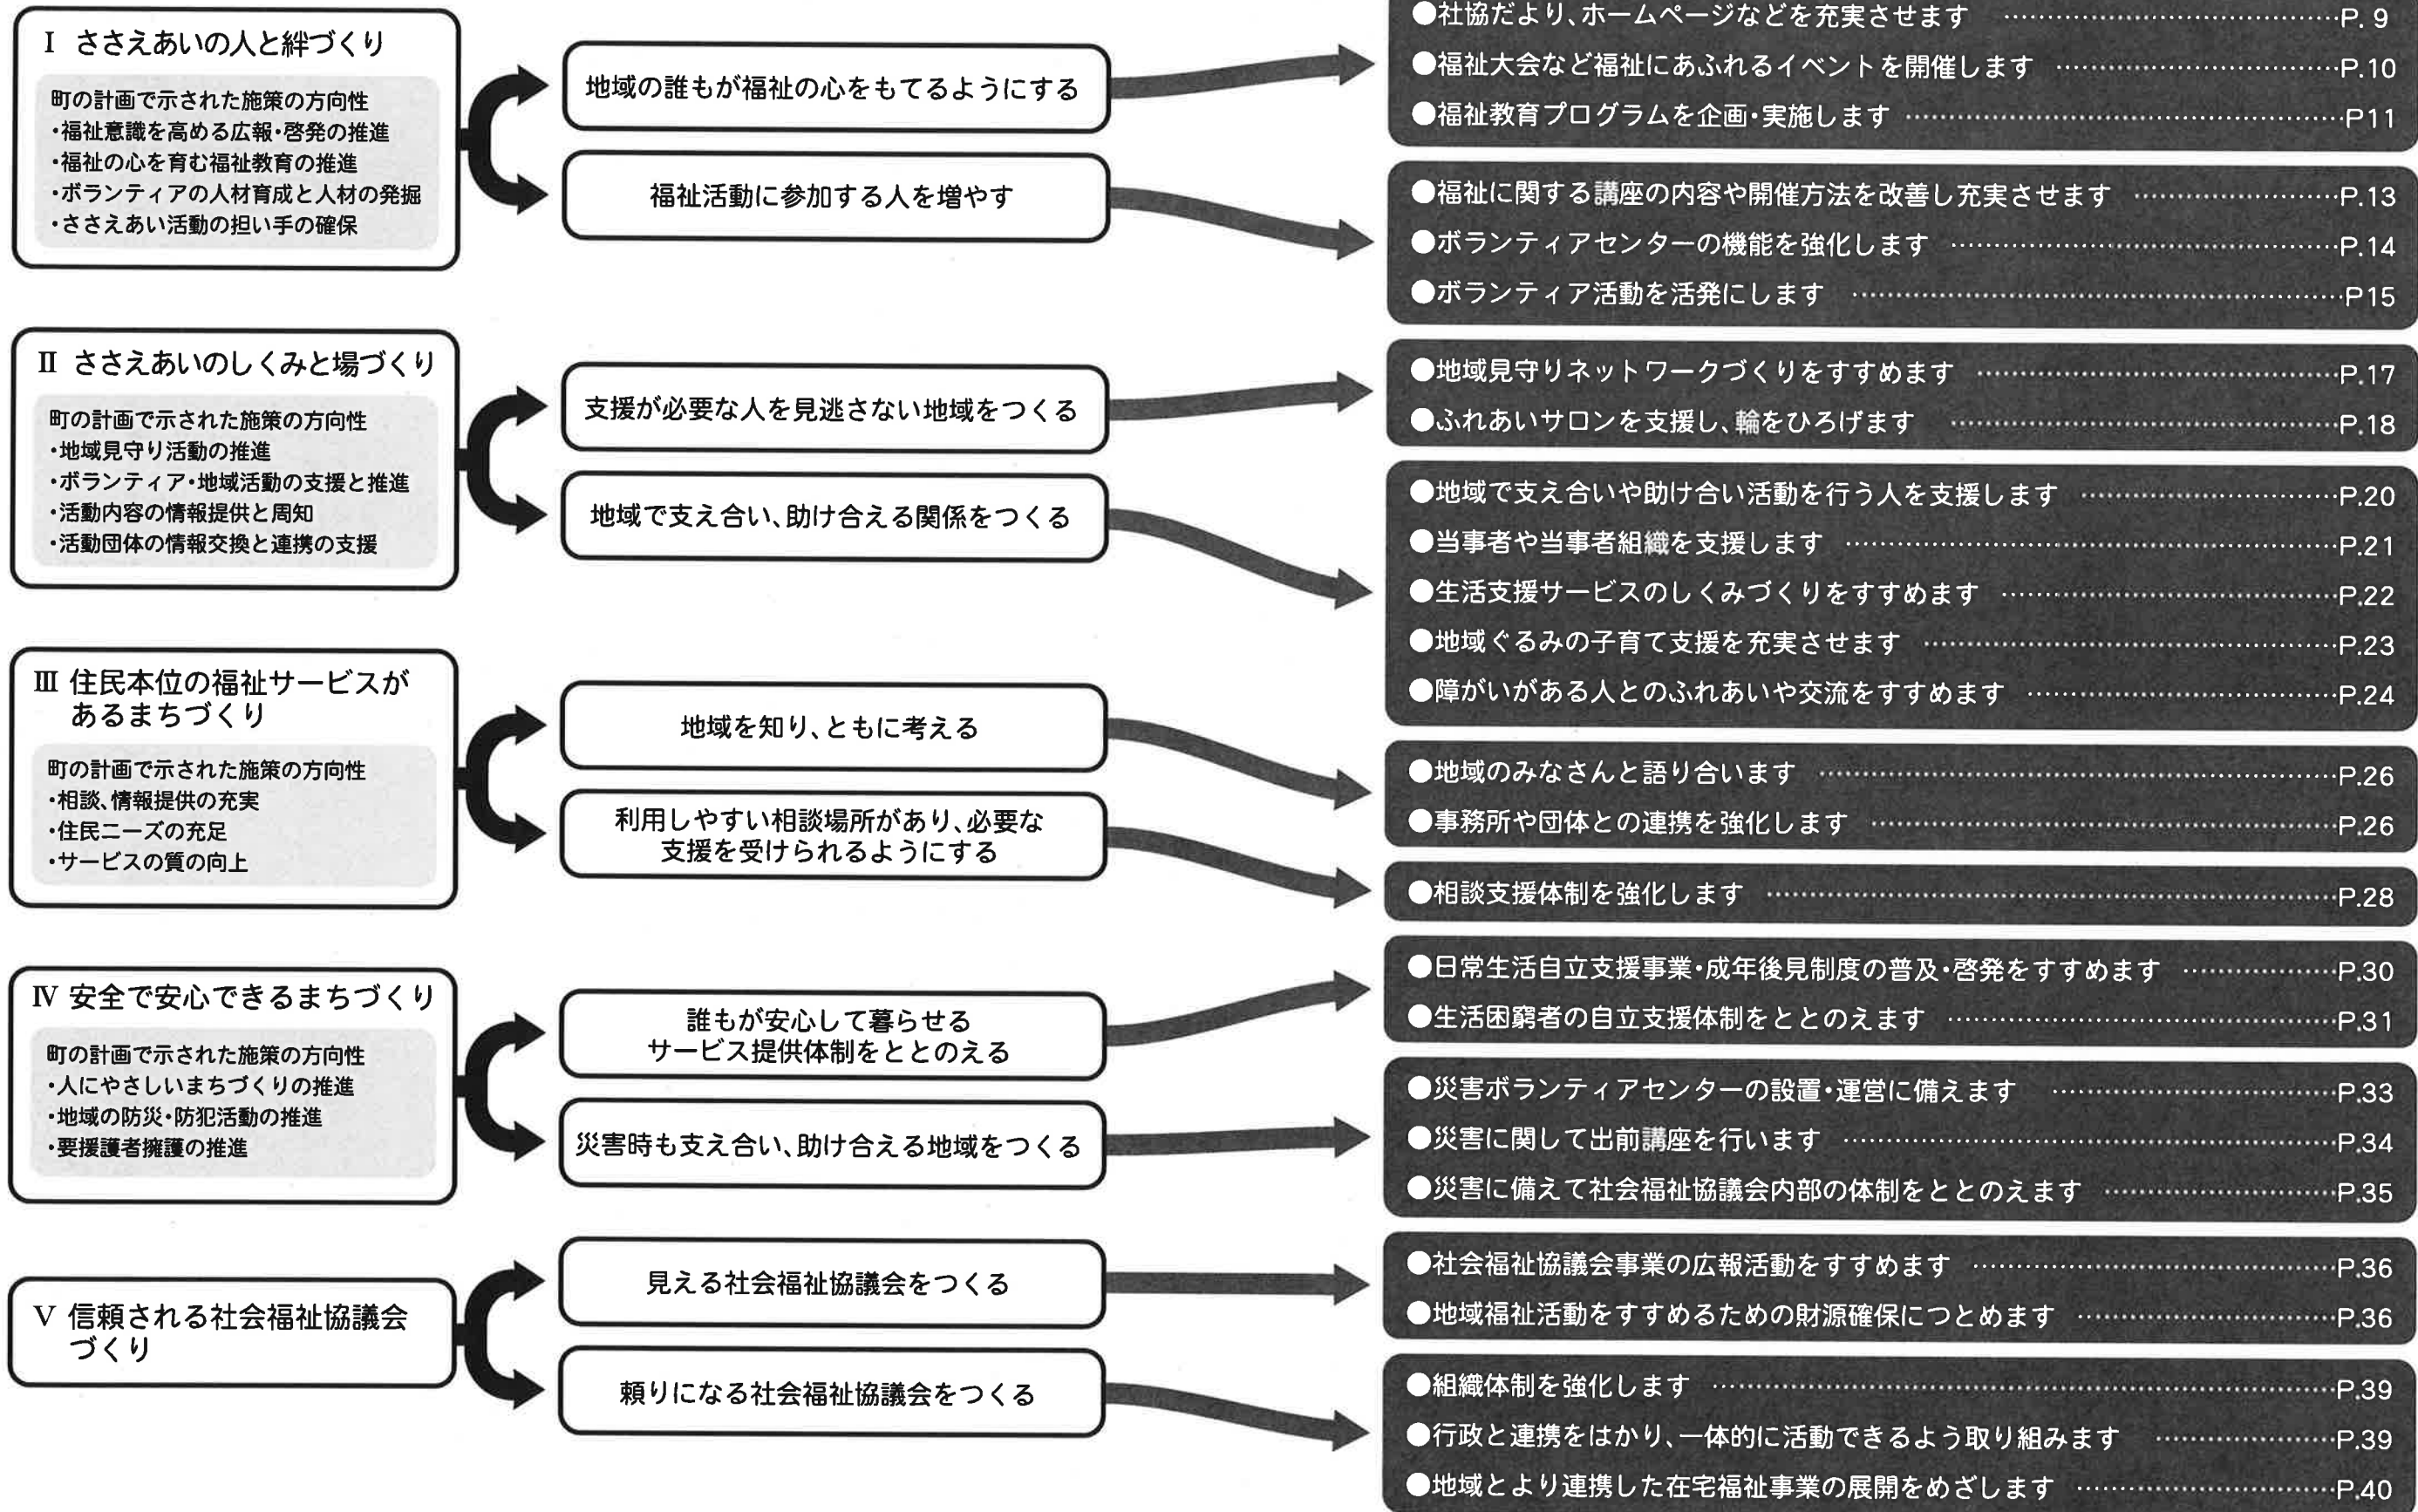 Ⅰ ささえあいの人と絆づくり
町の計画で示された施策の方向性
・福祉意識を高める広報・啓発の推進
・福祉の心を育む福祉教育の推進
・ボランティアの人材育成と人材の発掘
・ささえあい活動の担い手の確保
地域の誰もが福祉の心をもてるようにする
●社協だより、ホームページなどを充実させます ……P. 9
●福祉大会など福祉にあふれるイベントを開催します ……P.10
●福祉教育プログラムを企画・実施します ……P11
福祉活動に参加する人を増やす
●福祉に関する講座の内容や開催方法を改善し充実させます ……P.13
●ボランティアセンターの機能を強化します ……P.14
●ボランティア活動を活発にします ……P15
Ⅱ ささえあいのしくみと場づくり
町の計画で示された施策の方向性
・地域見守り活動の推進
・ボランティア・地域活動の支援と推進
・活動内容の情報提供と周知
・活動団体の情報交換と連携の支援
支援が必要な人を見逃さない地域をつくる
●地域見守りネットワークづくりをすすめます ……P.17
●ふれあいサロンを支援し、輪をひろげます ……P.18
地域で支え合い、助け合える関係をつくる
●地域で支え合いや助け合い活動を行う人を支援します ……P.20
●当事者や当事者組織を支援します ……P.21
●生活支援サービスのしくみづくりをすすめます ……P.22
●地域ぐるみの子育て支援を充実させます ……P.23
●障がいがある人とのふれあいや交流をすすめます ……P.24
Ⅲ 住民本位の福祉サービスが
あるまちづくり
町の計画で示された施策の方向性
・相談、情報提供の充実
・住民ニーズの充足
・サービスの質の向上
地域を知り、ともに考える
●地域のみなさんと語り合います ……P.26
●事務所や団体との連携を強化します ……P.26
利用しやすい相談場所があり、必要な
支援を受けられるようにする
●相談支援体制を強化します ……P.28
Ⅳ 安全で安心できるまちづくり
町の計画で示された施策の方向性
・人にやさしいまちづくりの推進
・地域の防災・防犯活動の推進
・要援護者擁護の推進
誰もが安心して暮らせる
サービス提供体制をととのえる
●日常生活自立支援事業・成年後見制度の普及・啓発をすすめます ……P.30
●生活困窮者の自立支援体制をととのえます ……P.31
災害時も支え合い、助け合える地域をつくる
●災害ボランティアセンターの設置・運営に備えます ……P.33
●災害に関して出前講座を行います ……P.34
●災害に備えて社会福祉協議会内部の体制をととのえます ……P.35
Ⅴ 信頼される社会福祉協議会
づくり
見える社会福祉協議会をつくる
●社会福祉協議会事業の広報活動をすすめます ……P.36
●地域福祉活動をすすめるための財源確保につとめます ……P.36
頼りになる社会福祉協議会をつくる
●組織体制を強化します ……P.39
●行政と連携をはかり、一体的に活動できるよう取り組みます ……P.39
●地域とより連携した在宅福祉事業の展開をめざします ……P.40